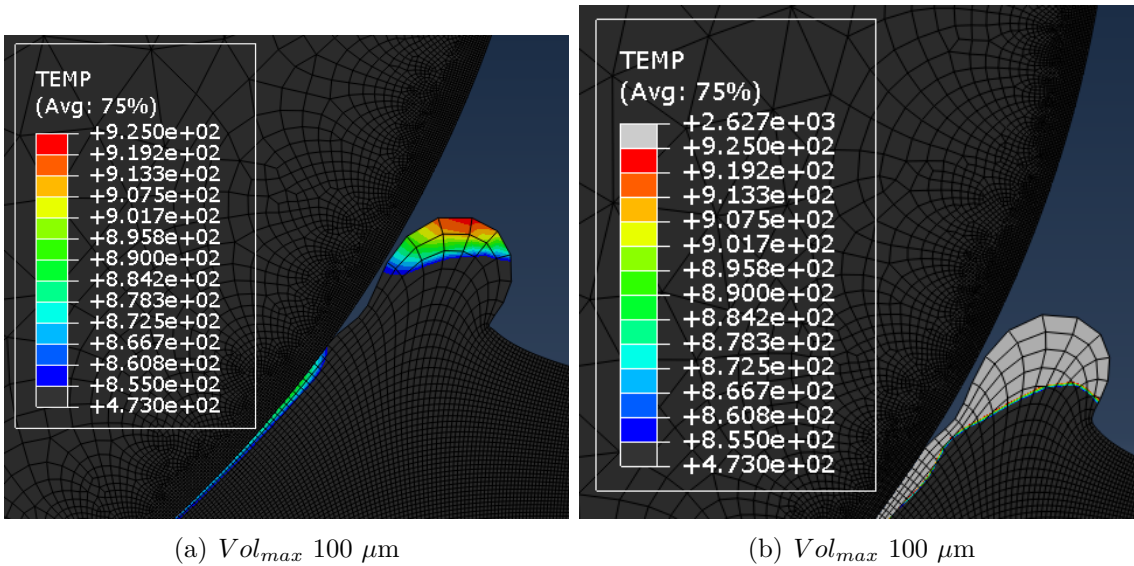 TEMP
(Avg: 75%)
+9.250e+02
+9.192e+02
+9.133e+02
+9.075e+02
+9.017e+02
+8.958e+02
+8.900e+02
+8.842e+02
+8.783e+02
+8.725e+02
+8.667e+02
+8.608e+02
+8.550e+02
+4.730e+02
(a) Vol_max 100 μm
TEMP
(Avg: 75%)
+2.627e+03
+9.250e+02
+9.192e+02
+9.133e+02
+9.075e+02
+9.017e+02
+8.958e+02
+8.900e+02
+8.842e+02
+8.783e+02
+8.725e+02
+8.667e+02
+8.608e+02
+8.550e+02
+4.730e+02
(b) Vol_max 100 μm